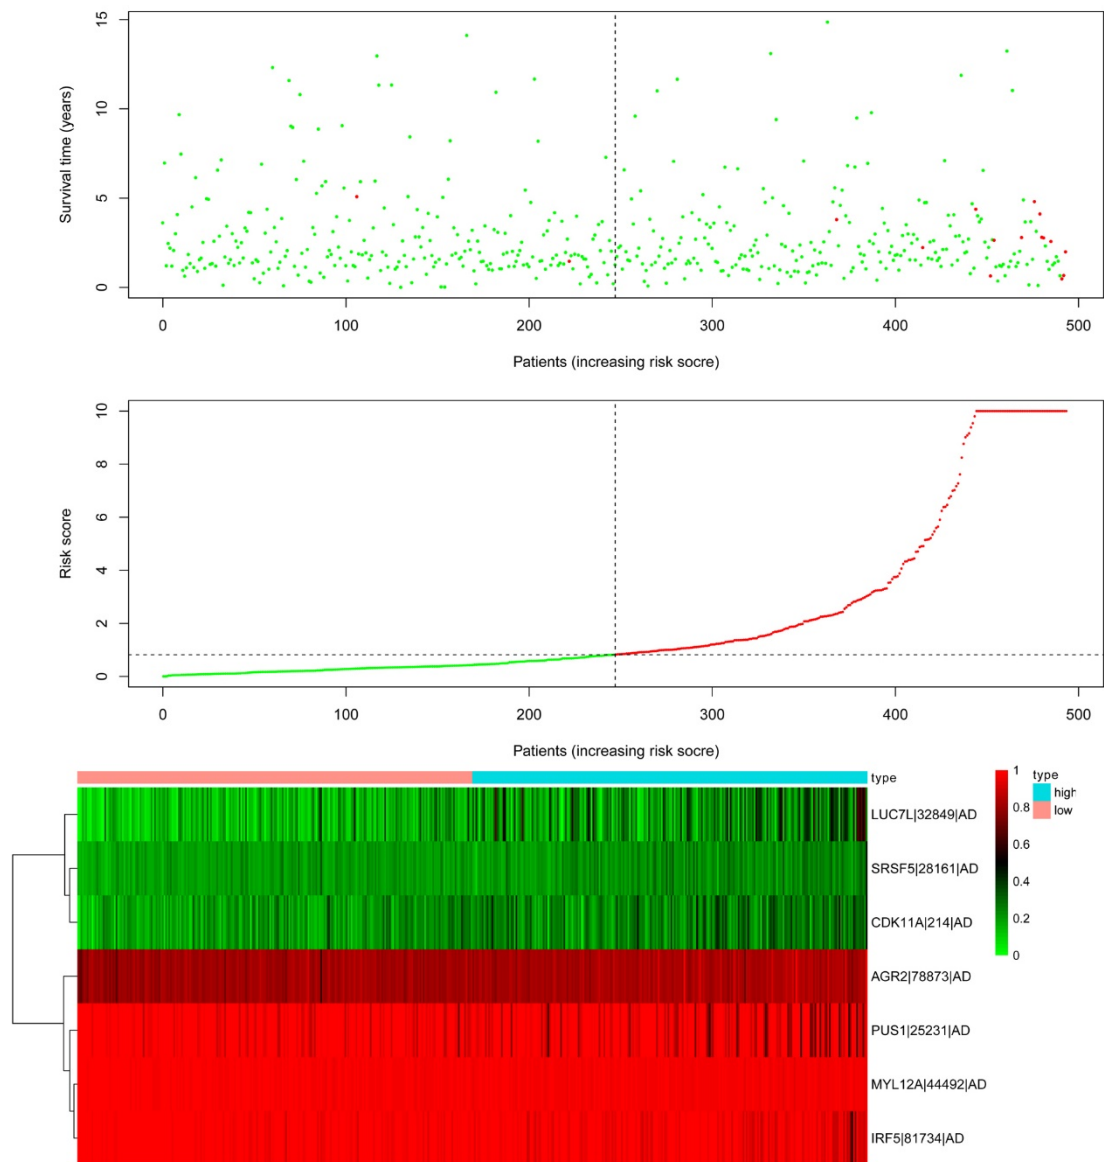 15
10
5
0
Survival time (years)
0 100 200 300 400 500
Patients (increasing risk socre)
10
8
6
4
2
0
Risk score
0 100 200 300 400 500
Patients (increasing risk socre)
type
LUC7L|32849|AD
SRSF5|28161|AD
CDK11A|214|AD
AGR2|78873|AD
PUS1|25231|AD
MYL12A|44492|AD
IRF5|81734|AD
1
0.8
0.6
0.4
0.2
0
type
high
low